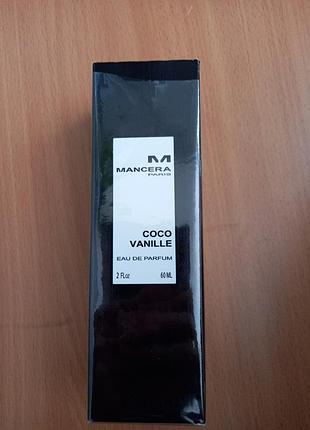 M
MANCERA
PARIS
COCO
VANILLE
EAU DE PARFUM
2 FL.oz 60 ML